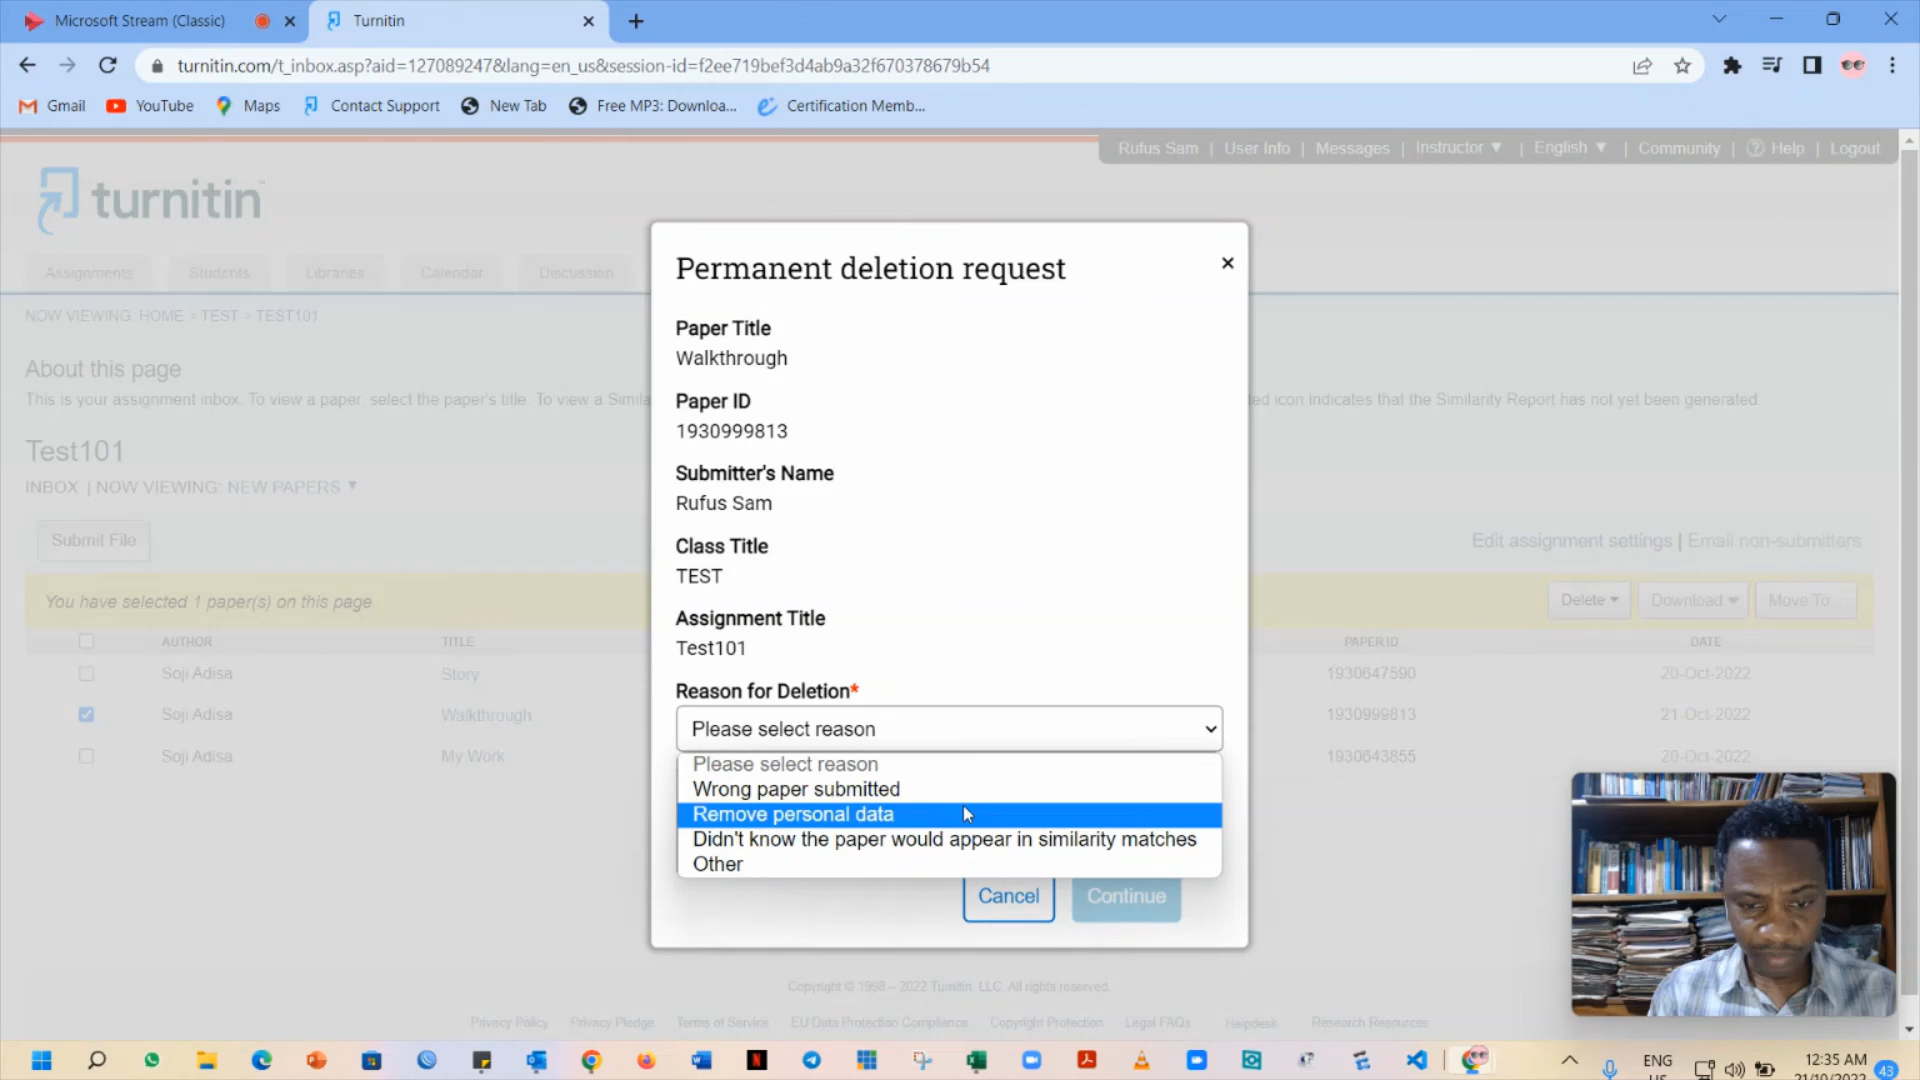 Microsoft Stream (Classic)
Turnitin
turnitin.com/t_inbox.asp?aid=127089247&lang=en_us&session-id=f2ee719bef3d4ab9a32f670378679b54
Gmail YouTube Maps Contact Support New Tab Free MP3: Downloa... Certification Memb...
Rufus Sam | User Info | Messages | Instructor ▼ | English ▼ | Community | Help | Logout
turnitin
Assignments Students Libraries Calendar Discussion
NOW VIEWING: HOME > TEST > TEST101
About this page
This is your assignment inbox. To view a paper, select the paper's title. To view a Simila
ed icon indicates that the Similarity Report has not yet been generated.
Test101
INBOX | NOW VIEWING: NEW PAPERS ▼
Submit File
Edit assignment settings | Email non-submitters
You have selected 1 paper(s) on this page
Delete Download Move To
AUTHOR TITLE PAPER ID DATE
Soji Adisa Story 1930647590 20-Oct-2022
Soji Adisa Walkthrough 1930999813 21-Oct-2022
Soji Adisa My Work 1930643855 20-Oct-2022
Permanent deletion request
Paper Title
Walkthrough
Paper ID
1930999813
Submitter's Name
Rufus Sam
Class Title
TEST
Assignment Title
Test101
Reason for Deletion*
Please select reason
Please select reason
Wrong paper submitted
Remove personal data
Didn't know the paper would appear in similarity matches
Other
Cancel Continue
Copyright © 1998 – 2022 Turnitin, LLC. All rights reserved.
Privacy Policy Privacy Pledge Terms of Service EU Data Protection Compliance Copyright Protection Legal FAQs Helpdesk Research Resources
ENG
US
12:35 AM
21/10/2022
43